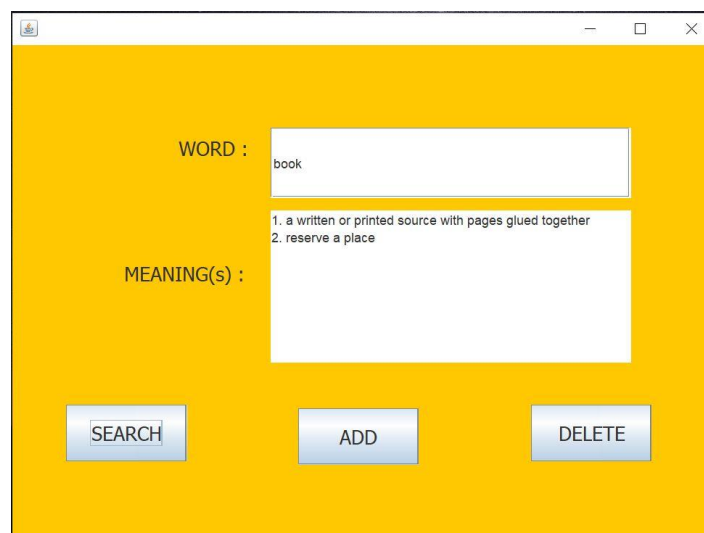 WORD :
book
MEANING(s) :
1. a written or printed source with pages glued together
2. reserve a place
SEARCH
ADD
DELETE